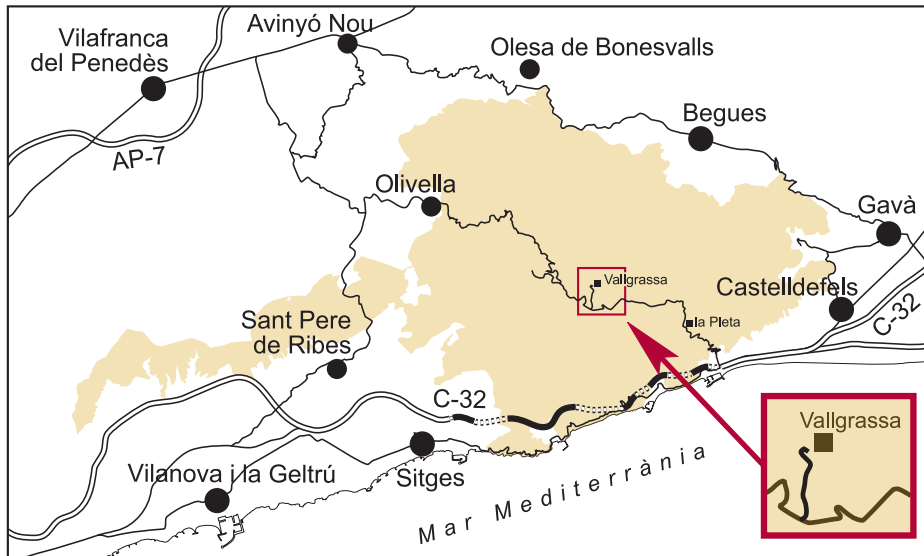 Avinyó Nou
Vilafranca
del Penedès
Olesa de Bonesvalls
Begues
AP-7
Olivella
Gavà
Vallgrassa
Castelldefels
la Pleta
C-32
Sant Pere
de Ribes
C-32
Vallgrassa
Vilanova i la Geltrú
Sitges
Mar Mediterrània